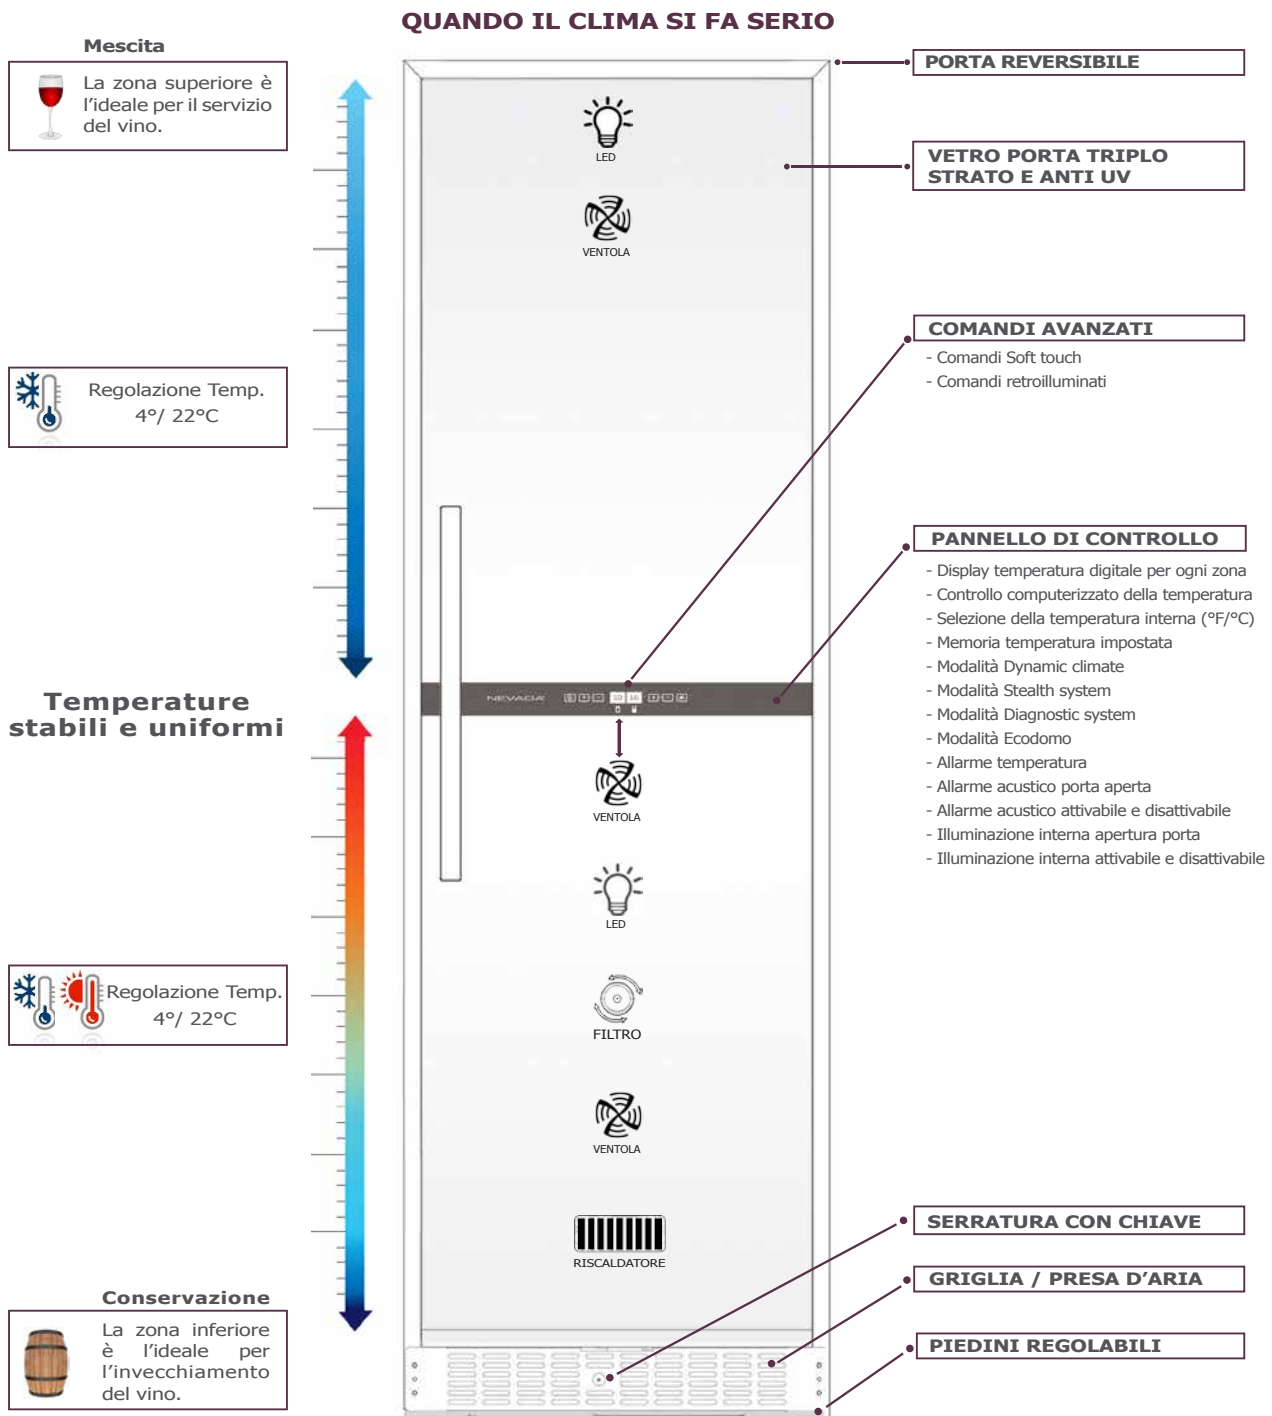 QUANDO IL CLIMA SI FA SERIO
Mescita
La zona superiore è
l'ideale per il servizio
del vino.
Regolazione Temp.
4°/ 22°C
Temperature
stabili e uniformi
Regolazione Temp.
4°/ 22°C
Conservazione
La zona inferiore
è l'ideale per
l'invecchiamento
del vino.
LED
VENTOLA
NEVADA
VENTOLA
LED
FILTRO
VENTOLA
RISCALDATORE
PORTA REVERSIBILE
VETRO PORTA TRIPLO
STRATO E ANTI UV
COMANDI AVANZATI
- Comandi Soft touch
- Comandi retroilluminati
PANNELLO DI CONTROLLO
- Display temperatura digitale per ogni zona
- Controllo computerizzato della temperatura
- Selezione della temperatura interna (°F/°C)
- Memoria temperatura impostata
- Modalità Dynamic climate
- Modalità Stealth system
- Modalità Diagnostic system
- Modalità Ecodomo
- Allarme temperatura
- Allarme acustico porta aperta
- Allarme acustico attivabile e disattivabile
- Illuminazione interna apertura porta
- Illuminazione interna attivabile e disattivabile
SERRATURA CON CHIAVE
GRIGLIA / PRESA D'ARIA
PIEDINI REGOLABILI